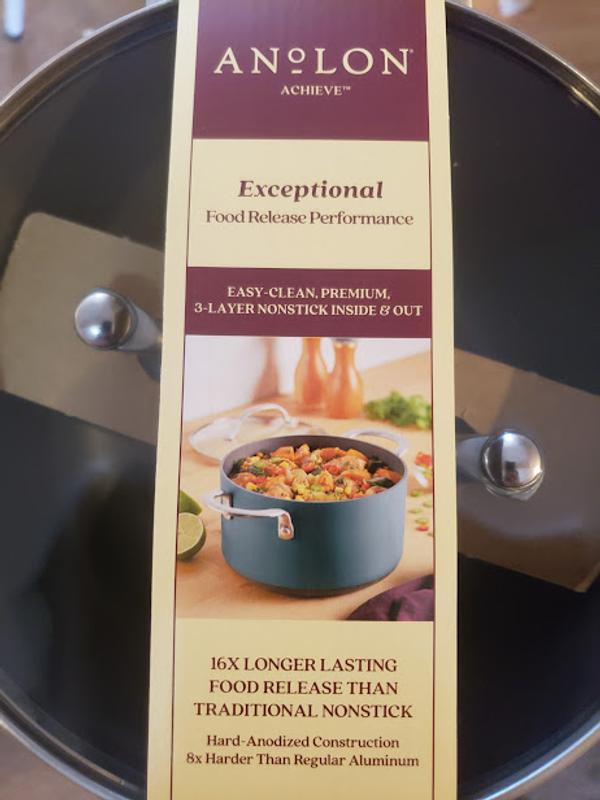 ANOLON®
ACHIEVE™
Exceptional
Food Release Performance
EASY-CLEAN, PREMIUM,
3-LAYER NONSTICK INSIDE & OUT
16X LONGER LASTING
FOOD RELEASE THAN
TRADITIONAL NONSTICK
Hard-Anodized Construction
8x Harder Than Regular Aluminum